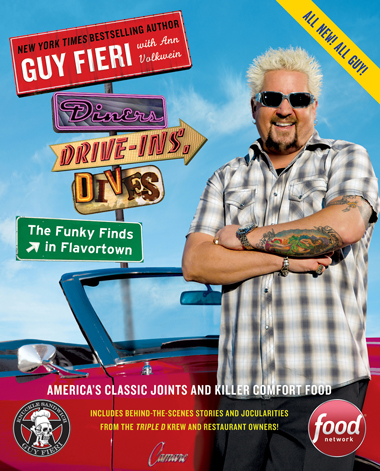 ALL NEW! ALL GUY!
NEW YORK TIMES BESTSELLING AUTHOR
GUY FIERI
with Ann
Volkwein
Diners
DRIVE-INS,
DIVES
The Funky Finds
in Flavortown
AMERICA'S CLASSIC JOINTS AND KILLER COMFORT FOOD
INCLUDES BEHIND-THE-SCENES STORIES AND JOCULARITIES
FROM THE TRIPLE D KREW AND RESTAURANT OWNERS!
KNUCKLE SANDWICH
GUY FIERI
Camaro
food
network